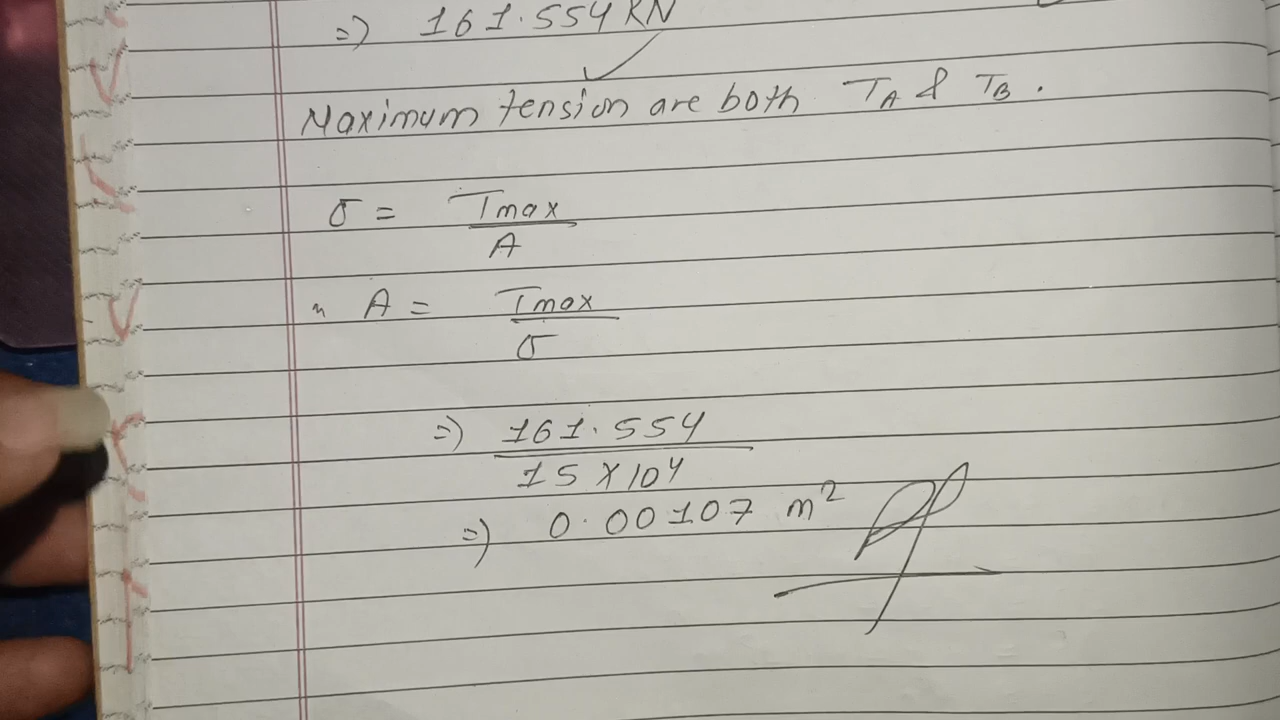 =) 161.554 KN
Maximum tension are both TA & TB.
σ = Tmax
A
A = Tmax
σ
=) 161.554
15 X 10⁴
=) 0.00107 m²